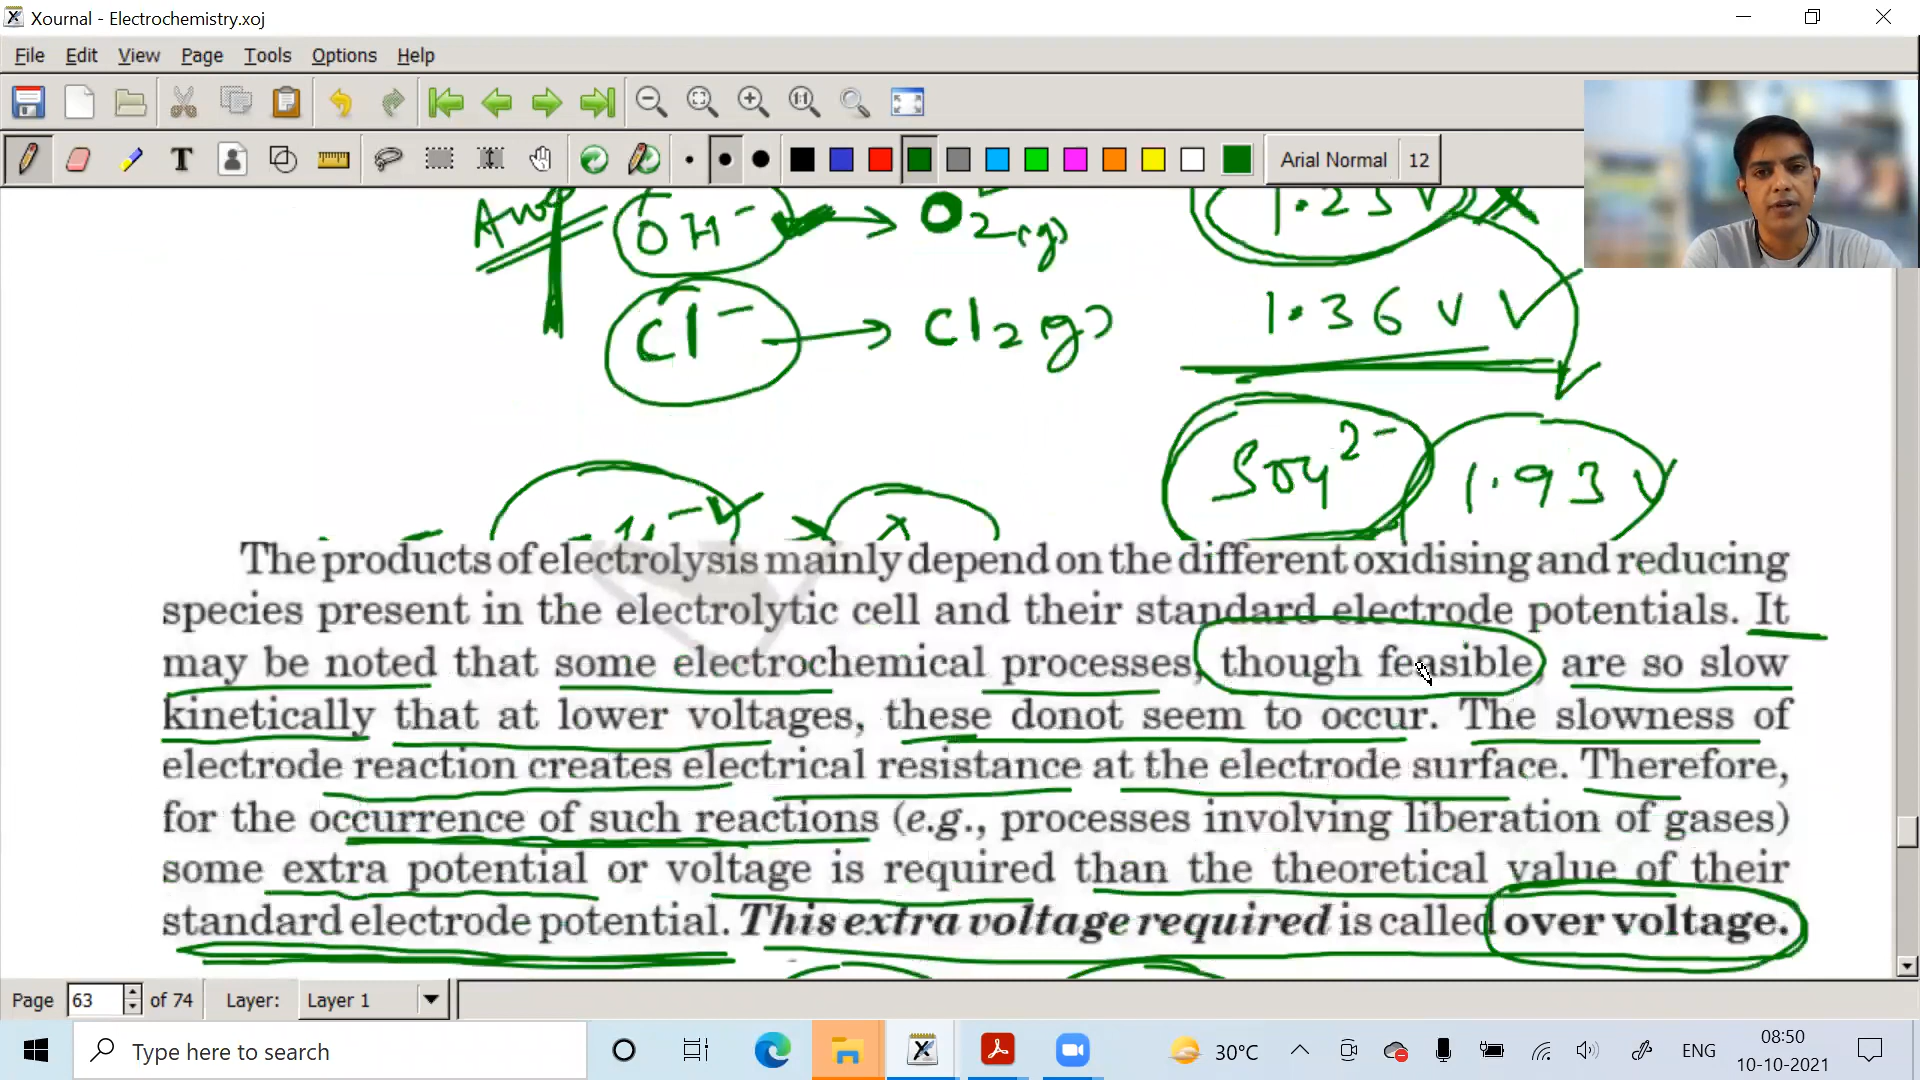 Xournal - Electrochemistry.xoj
File Edit View Page Tools Options Help
T Arial Normal 12
Ans OH⁻ → O₂(g) 1.23 V
Cl⁻ → Cl₂(g) 1.36 V
SO₄²⁻ 1.93 V
The products of electrolysis mainly depend on the different oxidising and reducing
species present in the electrolytic cell and their standard electrode potentials. It
may be noted that some electrochemical processes, though feasible, are so slow
kinetically that at lower voltages, these donot seem to occur. The slowness of
electrode reaction creates electrical resistance at the electrode surface. Therefore,
for the occurrence of such reactions (e.g., processes involving liberation of gases)
some extra potential or voltage is required than the theoretical value of their
standard electrode potential. This extra voltage required is called over voltage.
Page 63 of 74 Layer: Layer 1
Type here to search
30°C
ENG
08:50
10-10-2021